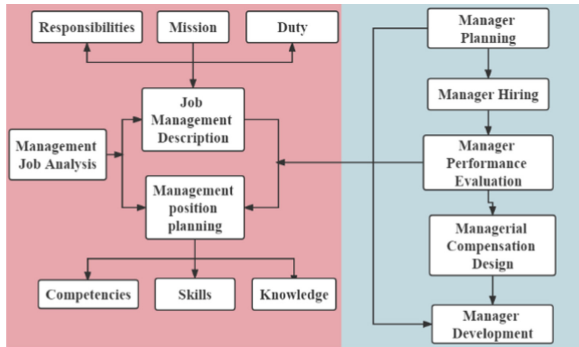 Responsibilities
Mission
Duty
Job
Management
Description
Management
Job Analysis
Management
position
planning
Competencies
Skills
Knowledge
Manager
Planning
Manager Hiring
Manager
Performance
Evaluation
Managerial
Compensation
Design
Manager
Development